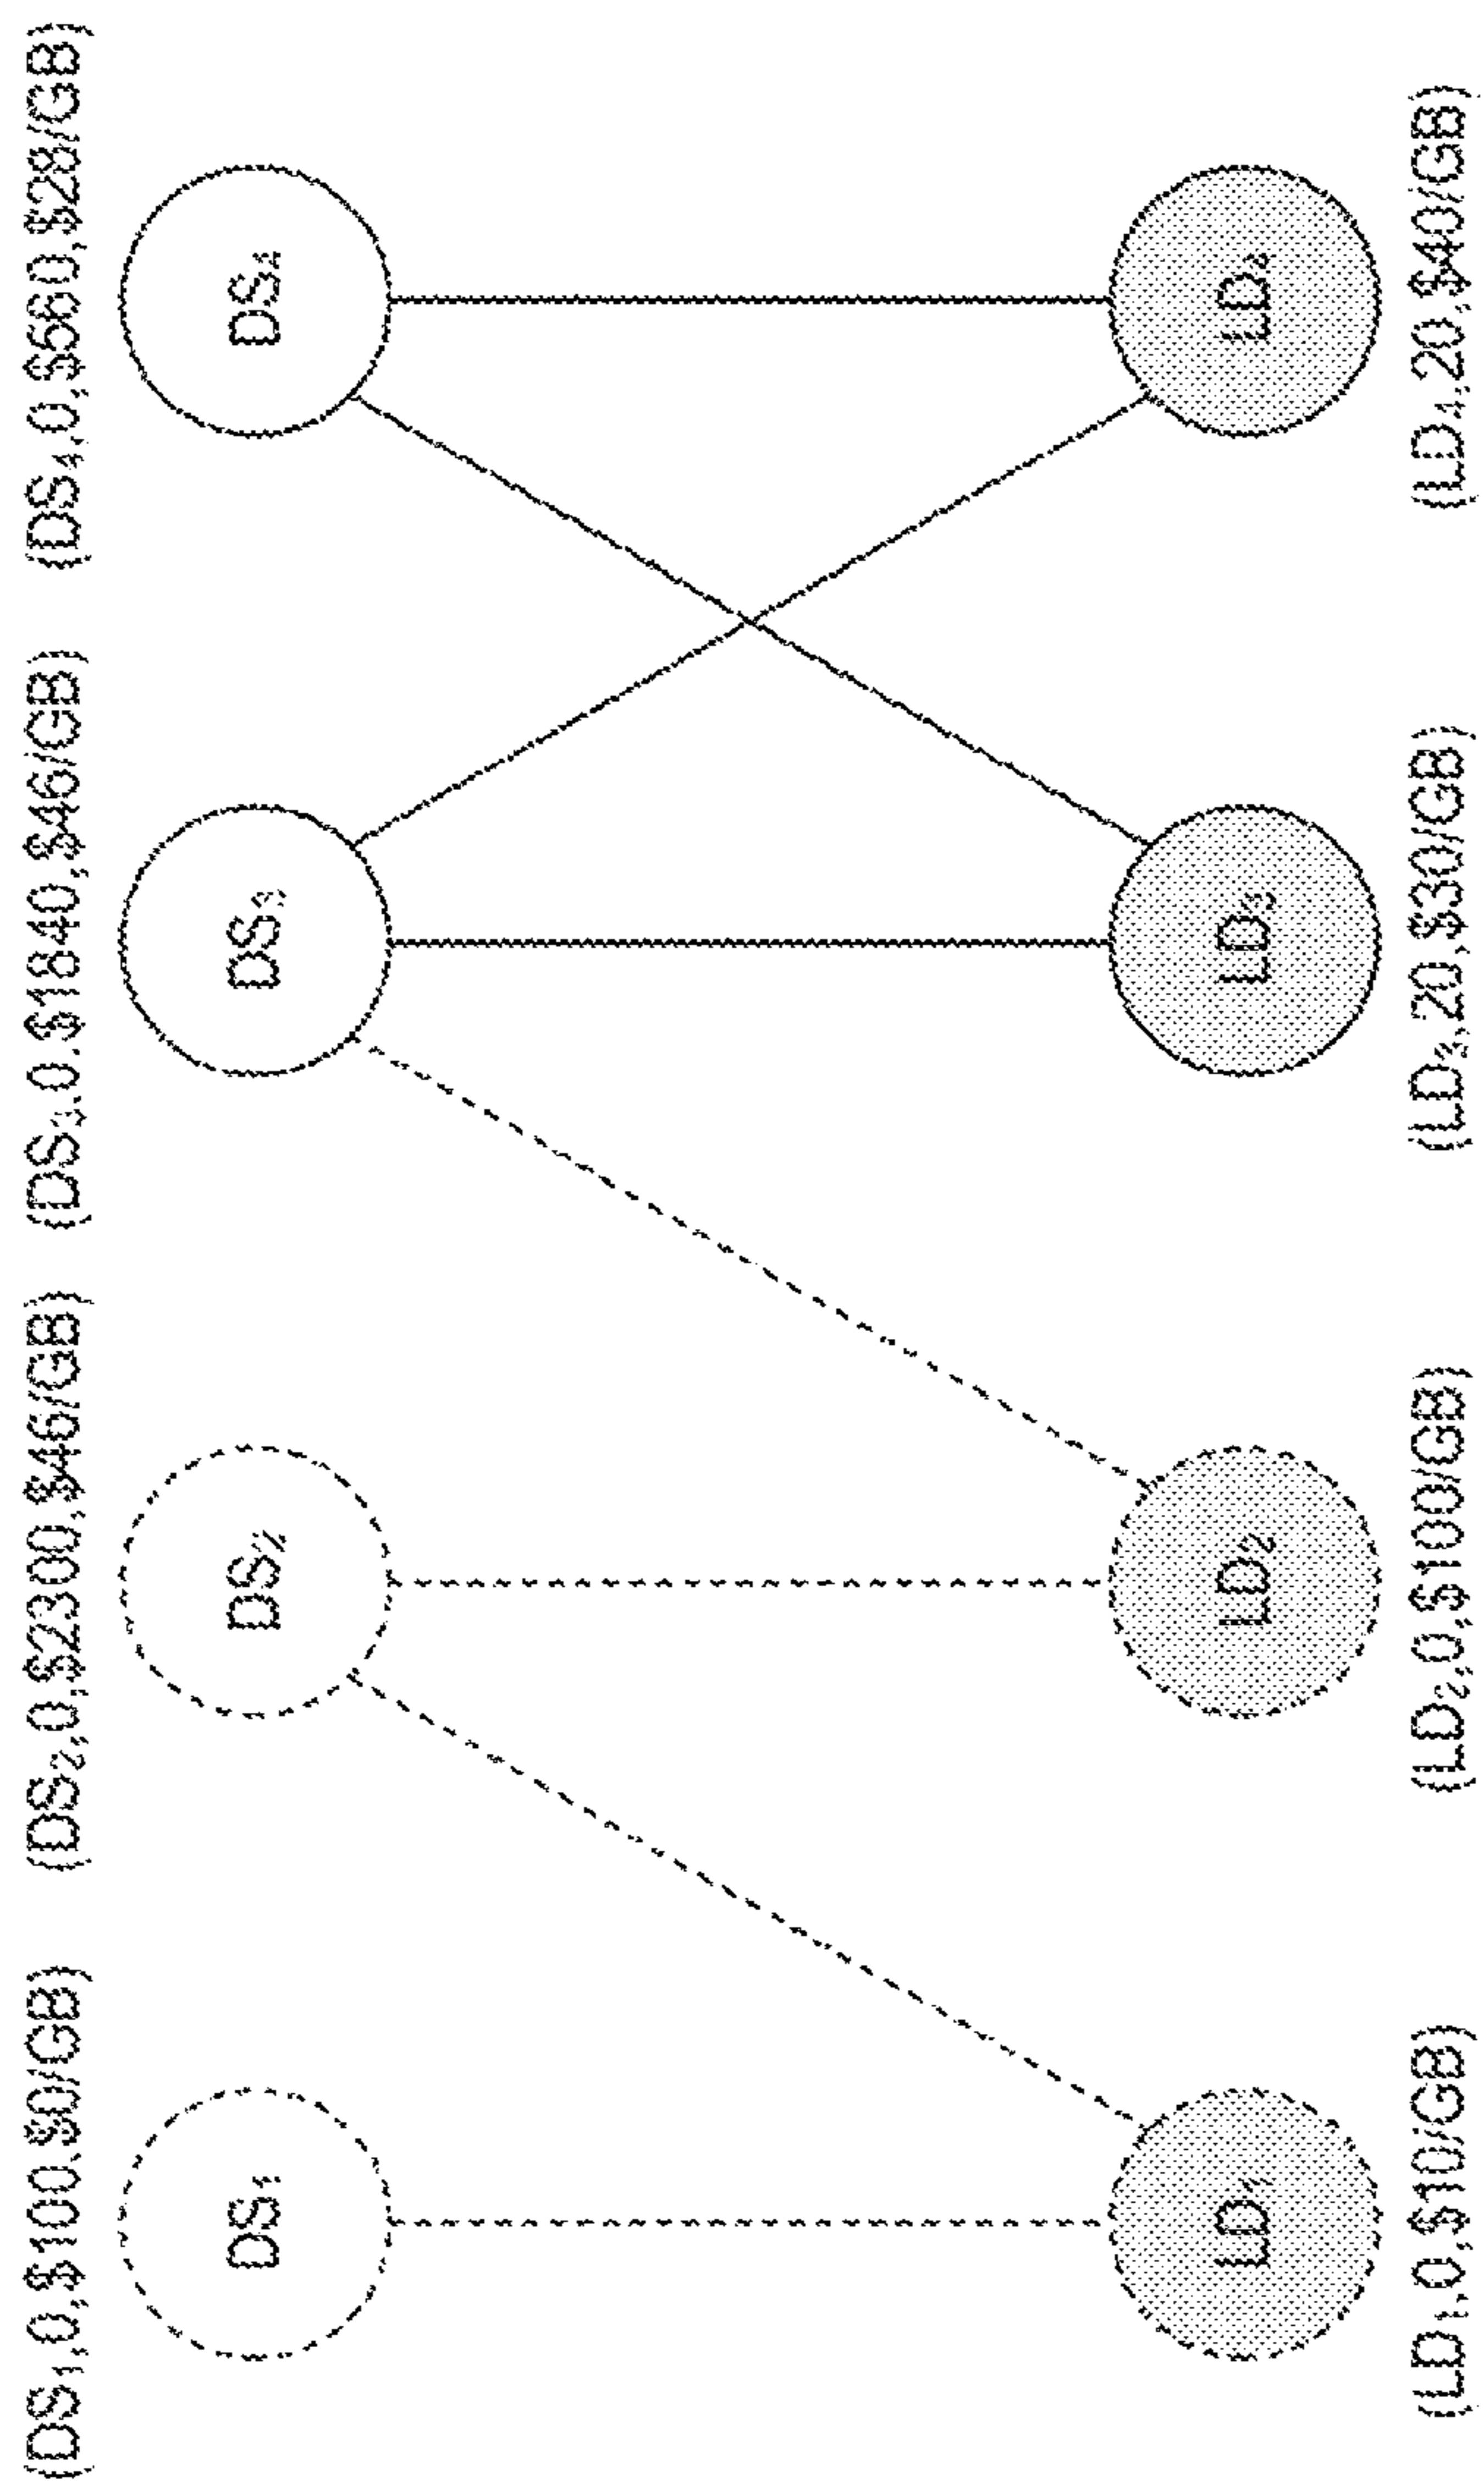 (DS₁,0,$100,$0/GB)
(DS₂,0,$2300,$46/GB)
(DS₃,0,$1840,$46/GB)
(DS₄,0,$560,$28/GB)
DS₁
DS₂
DS₃
DS₄
LD₁
LD₂
LD₃
LD₄
(LD₁,0,$10/GB)
(LD₂,0,$100/GB)
(LD₃,20,$30/GB)
(LD₄,20,$40/GB)